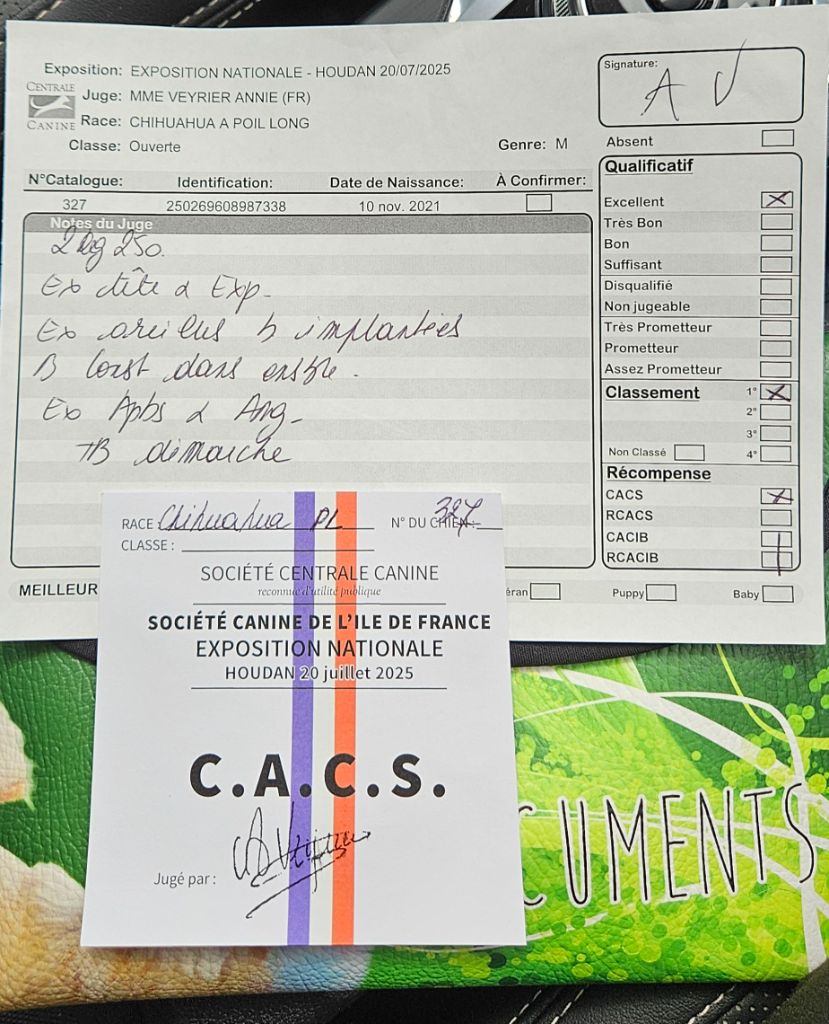 Exposition: EXPOSITION NATIONALE - HOUDAN 20/07/2025
CENTRALE CANINE
Juge: MME VEYRIER ANNIE (FR)
Race: CHIHUAHUA A POIL LONG
Classe: Ouverte
Genre: M
Signature:
A V
Absent
N°Catalogue: Identification: Date de Naissance: À Confirmer:
327 250269608987338 10 nov. 2021
Notes du Juge
2 kg 250.
Ex tête & Exp.
Ex oreilles b implantées
B const dans ensble.
Ex Apbs & Ang.
TB démarche
Qualificatif
Excellent X
Très Bon
Bon
Suffisant
Disqualifié
Non jugeable
Très Prometteur
Prometteur
Assez Prometteur
Classement 1° X
2°
3°
Non Classé 4°
Récompense
CACS X
RCACS
CACIB
RCACIB
MEILLEUR
éran Puppy Baby
RACE : Chihuahua PL N° DU CHIEN : 327
CLASSE :
SOCIÉTÉ CENTRALE CANINE
reconnue d'utilité publique
SOCIÉTÉ CANINE DE L'ILE DE FRANCE
EXPOSITION NATIONALE
HOUDAN 20 juillet 2025
C.A.C.S.
Jugé par :
CUMENTS